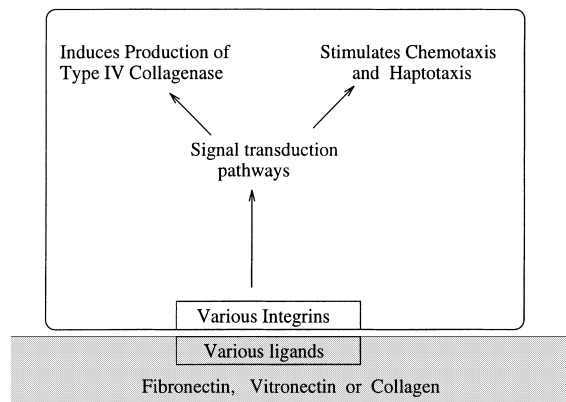 Induces Production of
Type IV Collagenase
Stimulates Chemotaxis
and Haptotaxis
Signal transduction
pathways
Various Integrins
Various ligands
Fibronectin, Vitronectin or Collagen